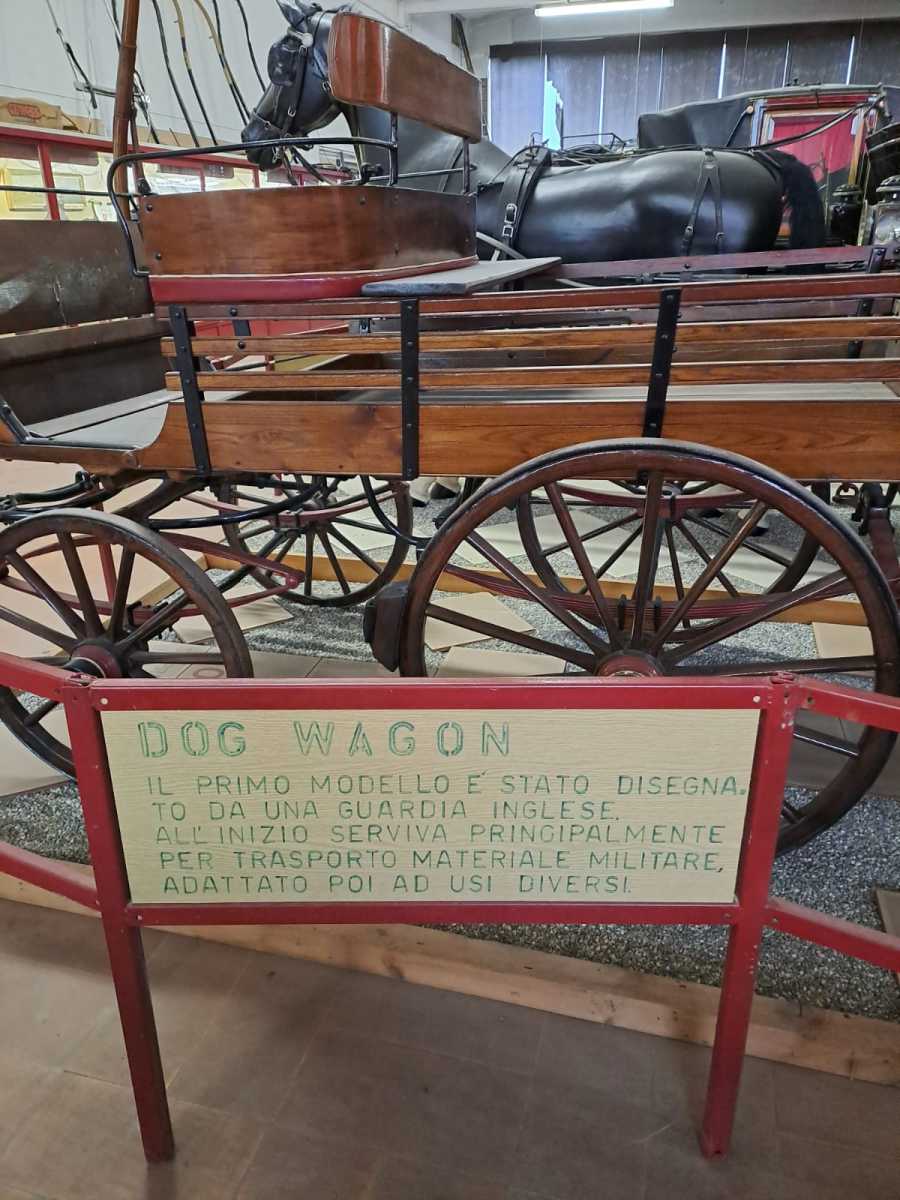 DOG WAGON
IL PRIMO MODELLO E' STATO DISEGNA.
TO DA UNA GUARDIA INGLESE.
ALL'INIZIO SERVIVA PRINCIPALMENTE
PER TRASPORTO MATERIALE MILITARE,
ADATTATO POI AD USI DIVERSI.